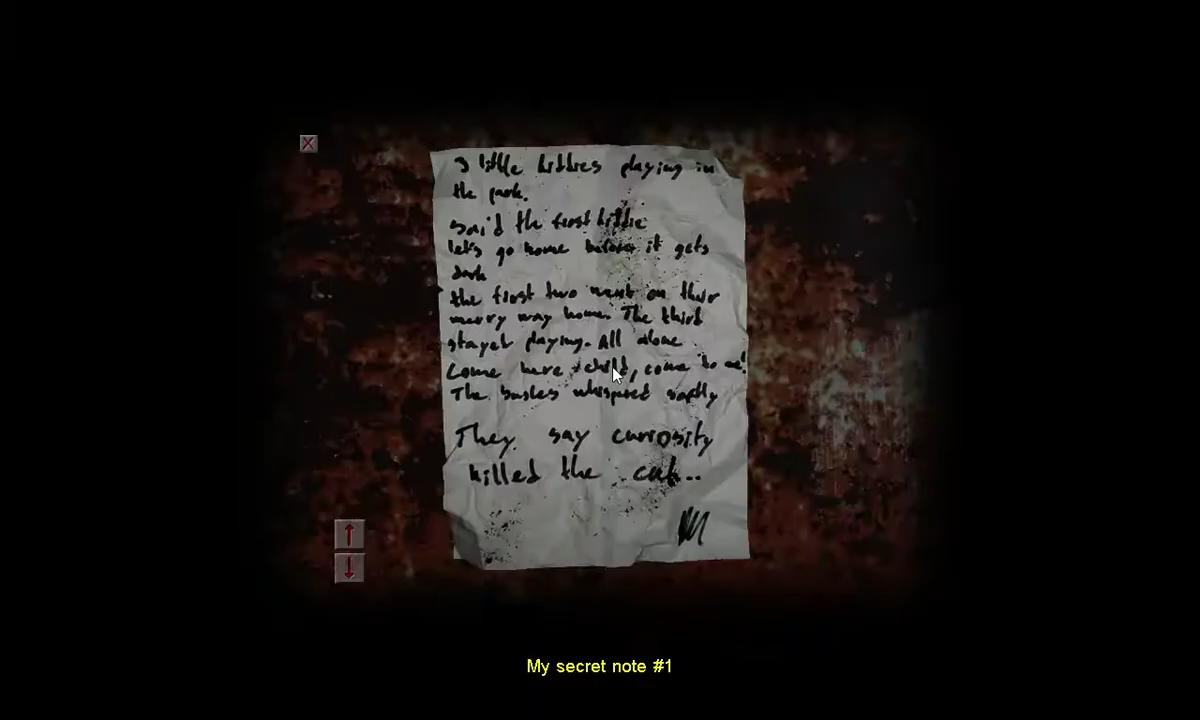 3 little kiddies playing in
the park.
said the first kiddie
let's go home before it gets
dark
the first two went on their
merry way home. The third
stayed playing. All alone
Come here child, come to me!
The bushes whispered softly
They say curiosity
killed the cat..
My secret note #1